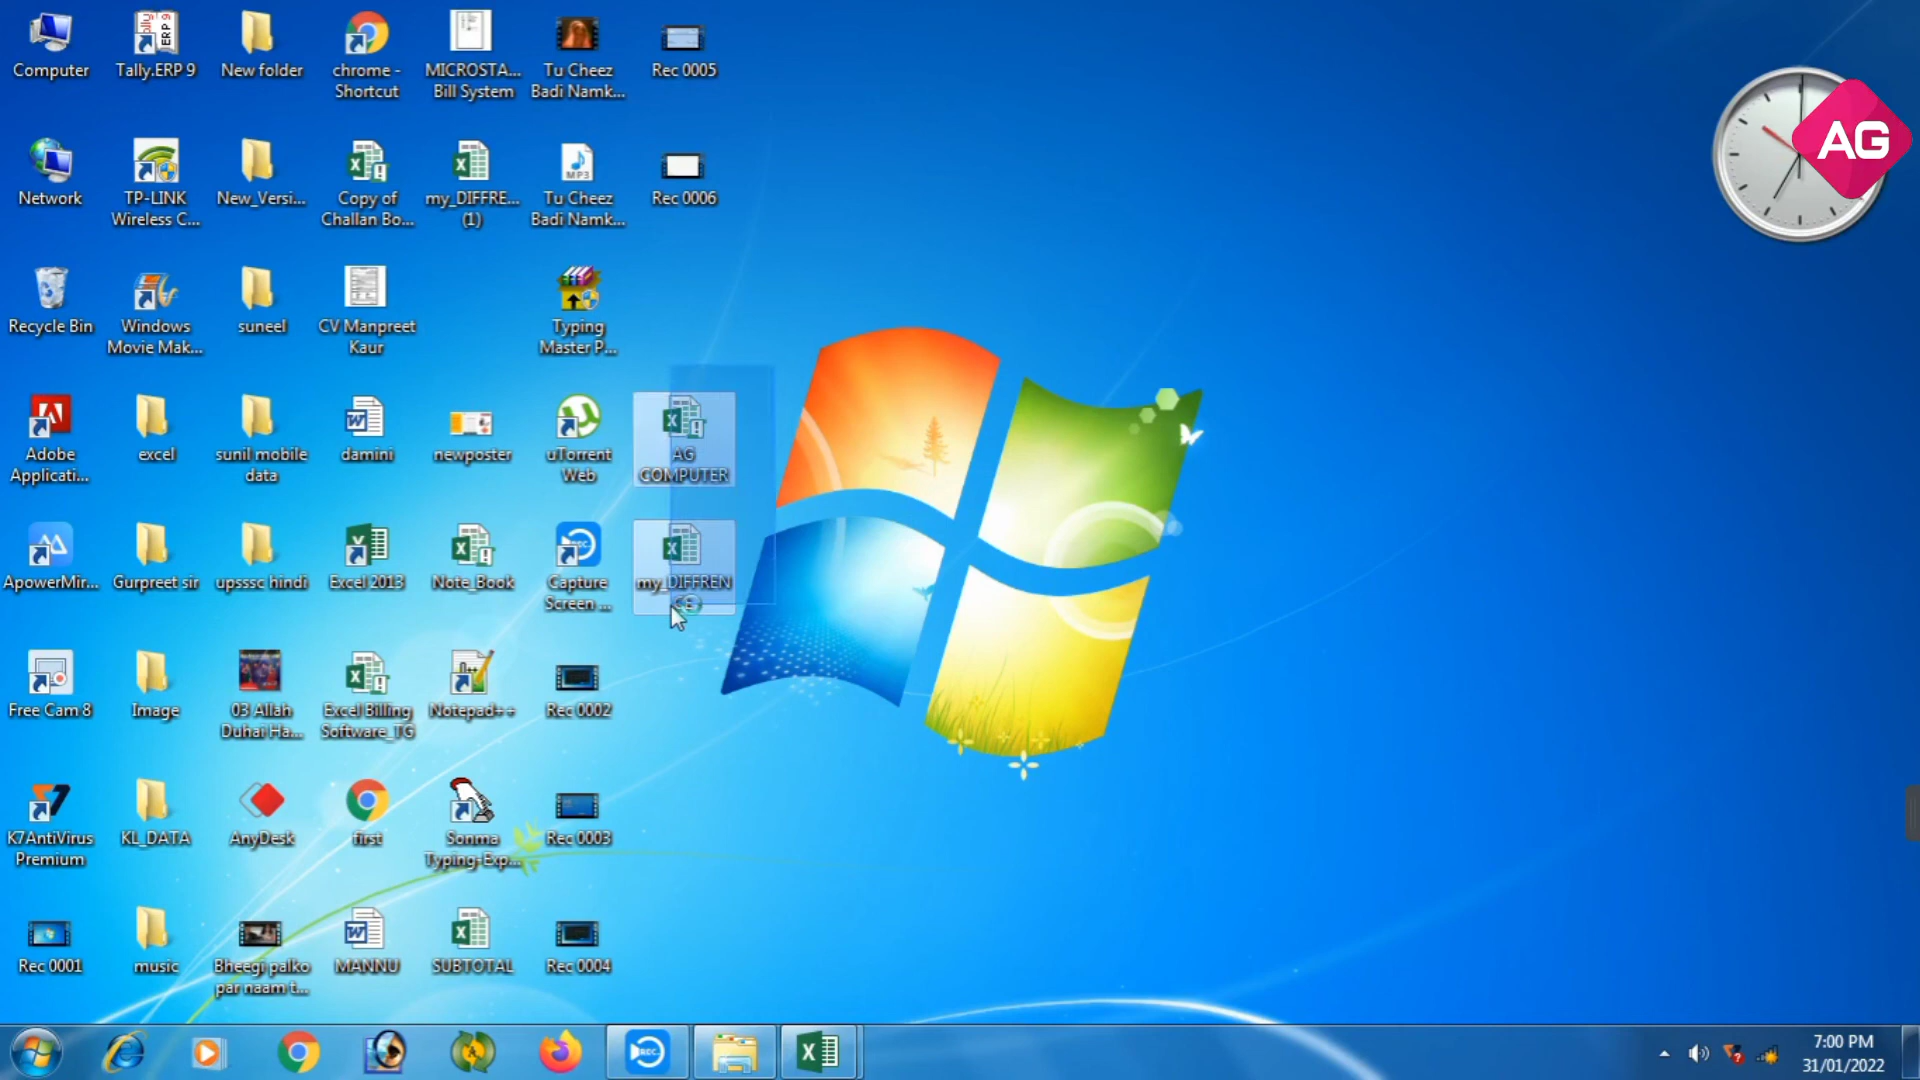 Computer
Tally.ERP 9
New folder
chrome -
Shortcut
MICROSTA...
Bill System
Tu Cheez
Badi Namk...
Rec 0005
AG
Network
TP-LINK
Wireless C...
New_Versi...
Copy of
Challan Bo...
my_DIFFRE...
(1)
MP3
Tu Cheez
Badi Namk...
Rec 0006
Recycle Bin
Windows
Movie Mak...
suneel
CV Manpreet
Kaur
Typing
Master P...
Adobe
Applicati...
excel
sunil mobile
data
damini
newposter
uTorrent
Web
AG
COMPUTER
ApowerMir...
Gurpreet sir
upsssc hindi
Excel 2013
Note_Book
Capture
Screen ...
my_DIFFREN
CE
Free Cam 8
Image
03 Allah
Duhai Ha...
Excel Billing
Software_TG
Notepad++
Rec 0002
K7AntiVirus
Premium
KL_DATA
AnyDesk
first
Sonma
Typing-Exp...
Rec 0003
Rec 0001
music
Bheegi palko
par naam t...
MANNU
SUBTOTAL
Rec 0004
REC
7:00 PM
31/01/2022